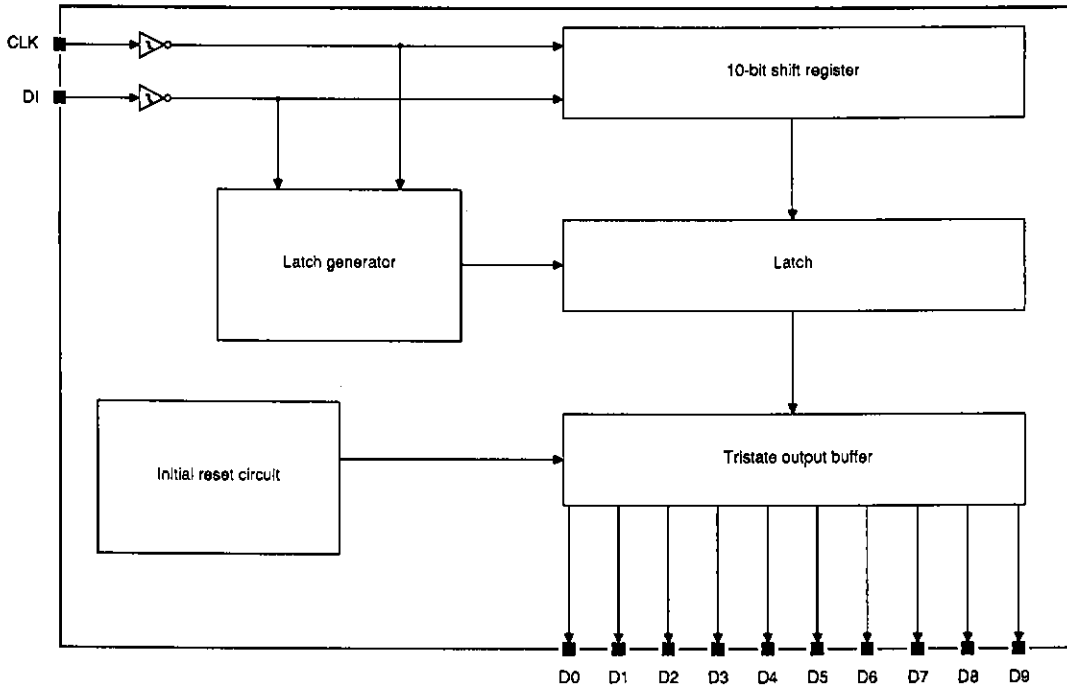 CLK
10-bit shift register
DI
Latch generator
Latch
Initial reset circuit
Tristate output buffer
D0 D1 D2 D3 D4 D5 D6 D7 D8 D9